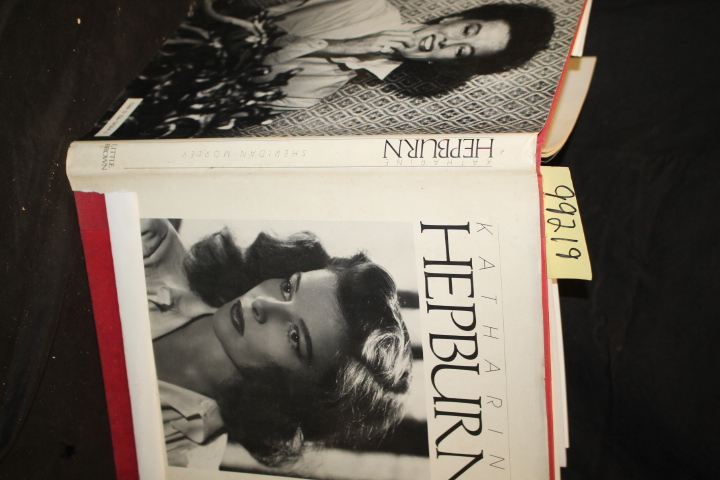 KATHARIN
HEPBURN
KATHARINE
HEPBURN
SHERIDAN MORLEY
LITTLE
BROWN
99219